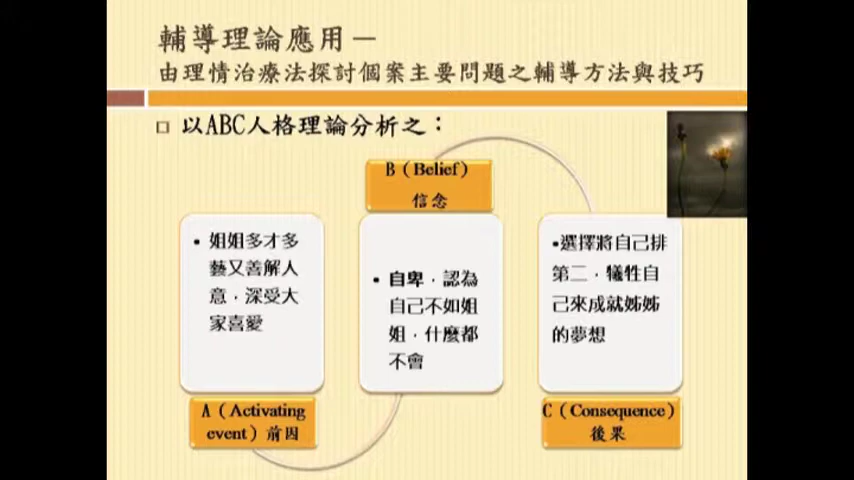 輔導理論應用－
由理情治療法探討個案主要問題之輔導方法與技巧
以ABC人格理論分析之：
B（Belief）
信念
• 姐姐多才多
藝又善解人
意，深受大
家喜愛
• 自卑，認為
自己不如姐
姐，什麼都
不會
•選擇將自己排
第二，犧牲自
己來成就姊姊
的夢想
A（Activating
event）前因
C（Consequence）
後果